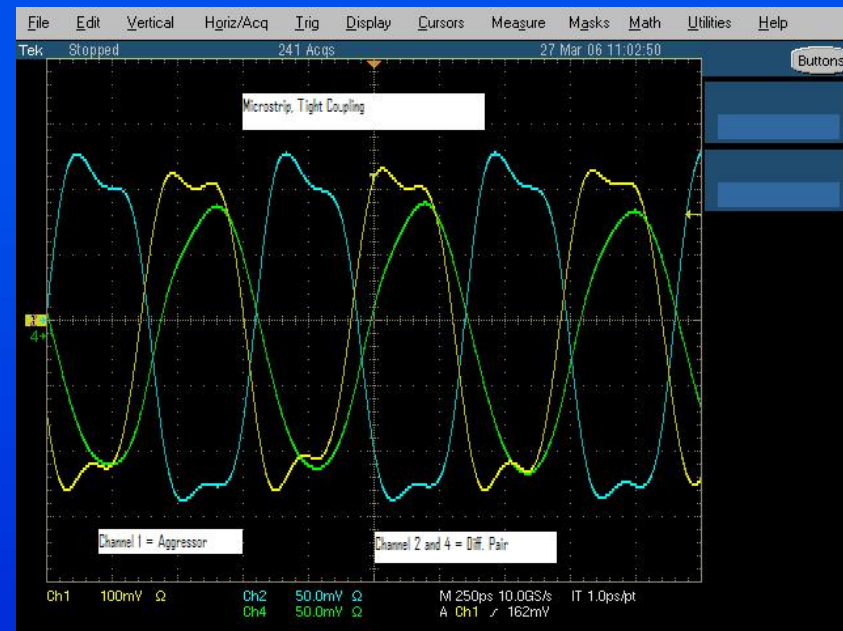 File Edit Vertical Horiz/Acq Trig Display Cursors Measure Masks Math Utilities Help
Tek Stopped 241 Acqs 27 Mar 06 11:02:50
Buttons
Microstrip, Tight Coupling
4
Channel 1 = Aggressor
Channel 2 and 4 = Diff. Pair
Ch1 100mV Ω Ch2 50.0mV Ω M 250ps 10.0GS/s IT 1.0ps/pt
Ch4 50.0mV Ω A Ch1 ⁄ 162mV